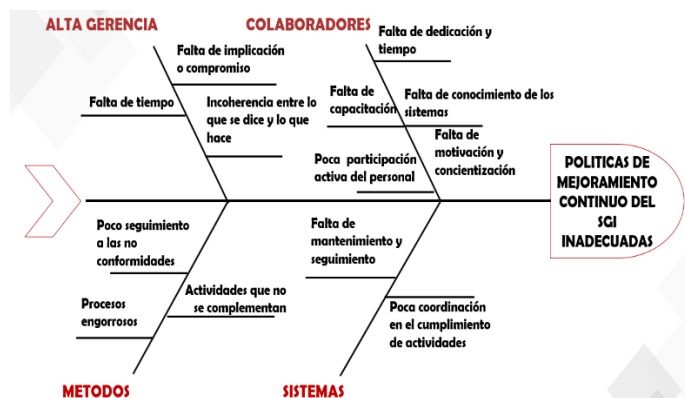 ALTA GERENCIA
COLABORADORES
Falta de implicación
o compromiso
Falta de tiempo
Incoherencia entre lo
que se dice y lo que
hace
Falta de dedicación y
tiempo
Falta de
capacitación
Falta de conocimiento de los
sistemas
Falta de
motivación y
concientización
Poca participación
activa del personal
POLITICAS DE
MEJORAMIENTO
CONTINUO DEL
SGI
INADECUADAS
Poco seguimiento
a las no
conformidades
Procesos
engorrosos
Actividades que no
se complementan
Falta de
mantenimiento y
seguimiento
Poca coordinación
en el cumplimiento
de actividades
METODOS
SISTEMAS